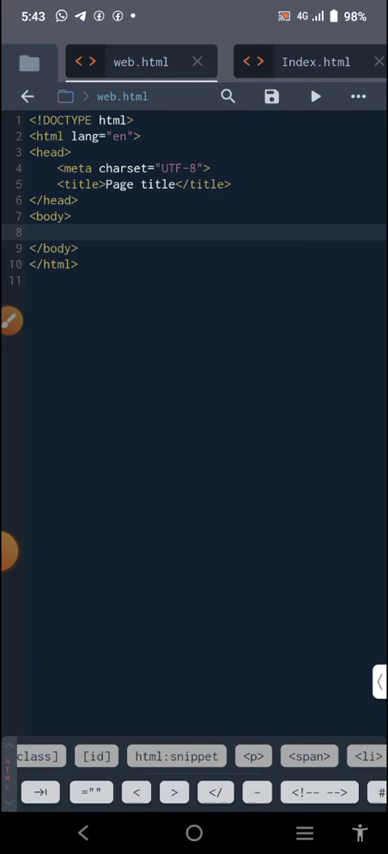 5:43 4G 98%
web.html Index.html
web.html
1 <!DOCTYPE html>
2 <html lang="en">
3 <head>
4 <meta charset="UTF-8">
5 <title>Page title</title>
6 </head>
7 <body>
8
9 </body>
10 </html>
11
class] [id] html:snippet <p> <span> <li>
HTML
="" < > </ - <!-- --> #